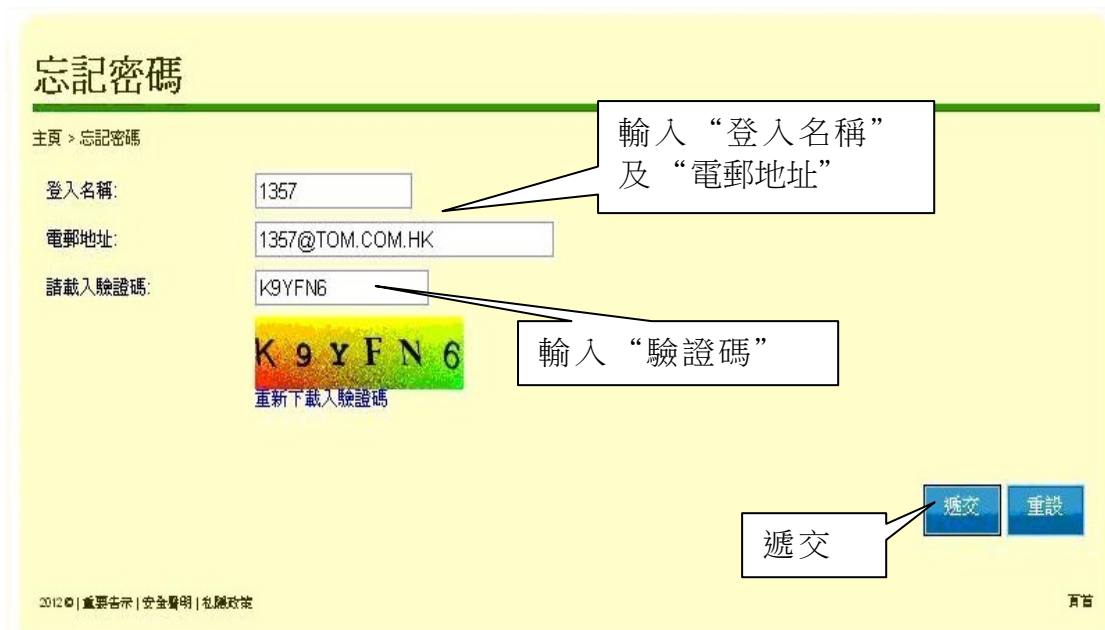 忘記密碼
主頁 > 忘記密碼
輸入“登入名稱”
及“電郵地址”
登入名稱:
1357
電郵地址:
1357@TOM.COM.HK
請載入驗證碼:
K9YFN6
K 9 Y F N 6
輸入“驗證碼”
重新下載入驗證碼
遞交 重設
遞交
2012© | 重要告示 | 安全聲明 | 私隱政策
頁首